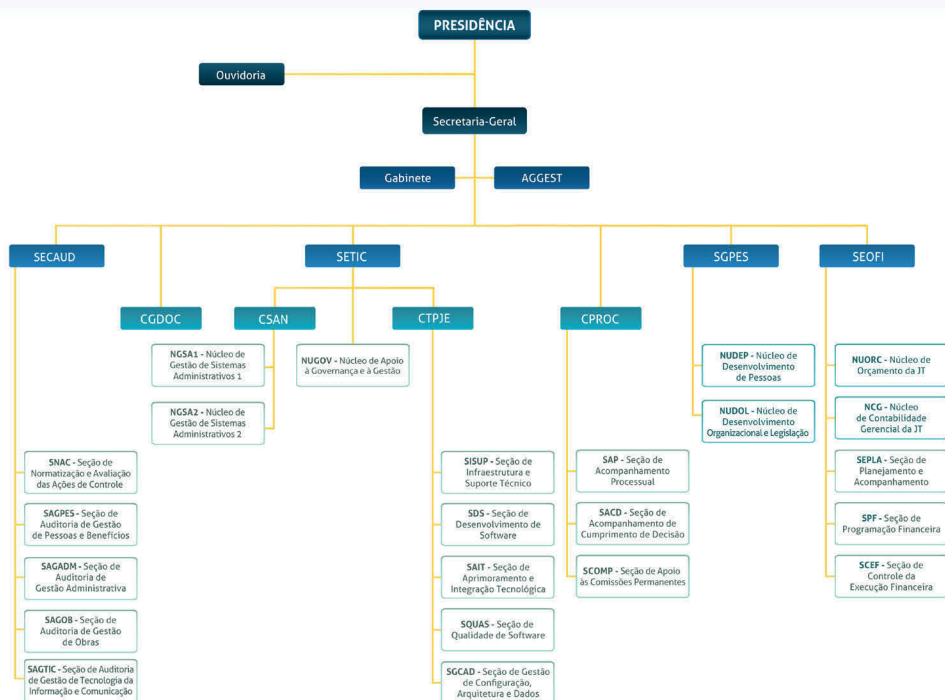 PRESIDÊNCIA
Ouvidoria
Secretaria-Geral
Gabinete
AGGEST
SECAUD
SETIC
SGPES
SEOFI
CGDOC
CSAN
CTPJE
CPROC
NGSA1 - Núcleo de
Gestão de Sistemas
Administrativos 1
NGSA2 - Núcleo de
Gestão de Sistemas
Administrativos 2
NUGOV - Núcleo de Apoio
à Governança e à Gestão
NUDEP - Núcleo de
Desenvolvimento
de Pessoas
NUDOL - Núcleo de
Desenvolvimento
Organizacional e Legislação
NUORC - Núcleo de
Orçamento da JT
NCG - Núcleo
de Contabilidade
Gerencial da JT
SEPLA - Seção de
Planejamento e
Acompanhamento
SPF - Seção de
Programação Financeira
SCEF - Seção de
Controle da
Execução Financeira
SNAC - Seção de
Normatização e Avaliação
das Ações de Controle
SAGPES - Seção de
Auditoria de Gestão
de Pessoas e Benefícios
SAGADM - Seção de
Auditoria de
Gestão Administrativa
SAGOB - Seção de
Auditoria de Gestão
de Obras
SAGTIC - Seção de Auditoria
de Gestão de Tecnologia da
Informação e Comunicação
SISUP - Seção de
Infraestrutura e
Suporte Técnico
SDS - Seção de
Desenvolvimento de
Software
SAIT - Seção de
Aprimoramento e
Integração Tecnológica
SQUAS - Seção de
Qualidade de Software
SGCAD - Seção de Gestão
de Configuração,
Arquitetura e Dados
SAP - Seção de
Acompanhamento
Processual
SACD - Seção de
Acompanhamento de
Cumprimento de Decisão
SCOMP - Seção de Apoio
às Comissões Permanentes